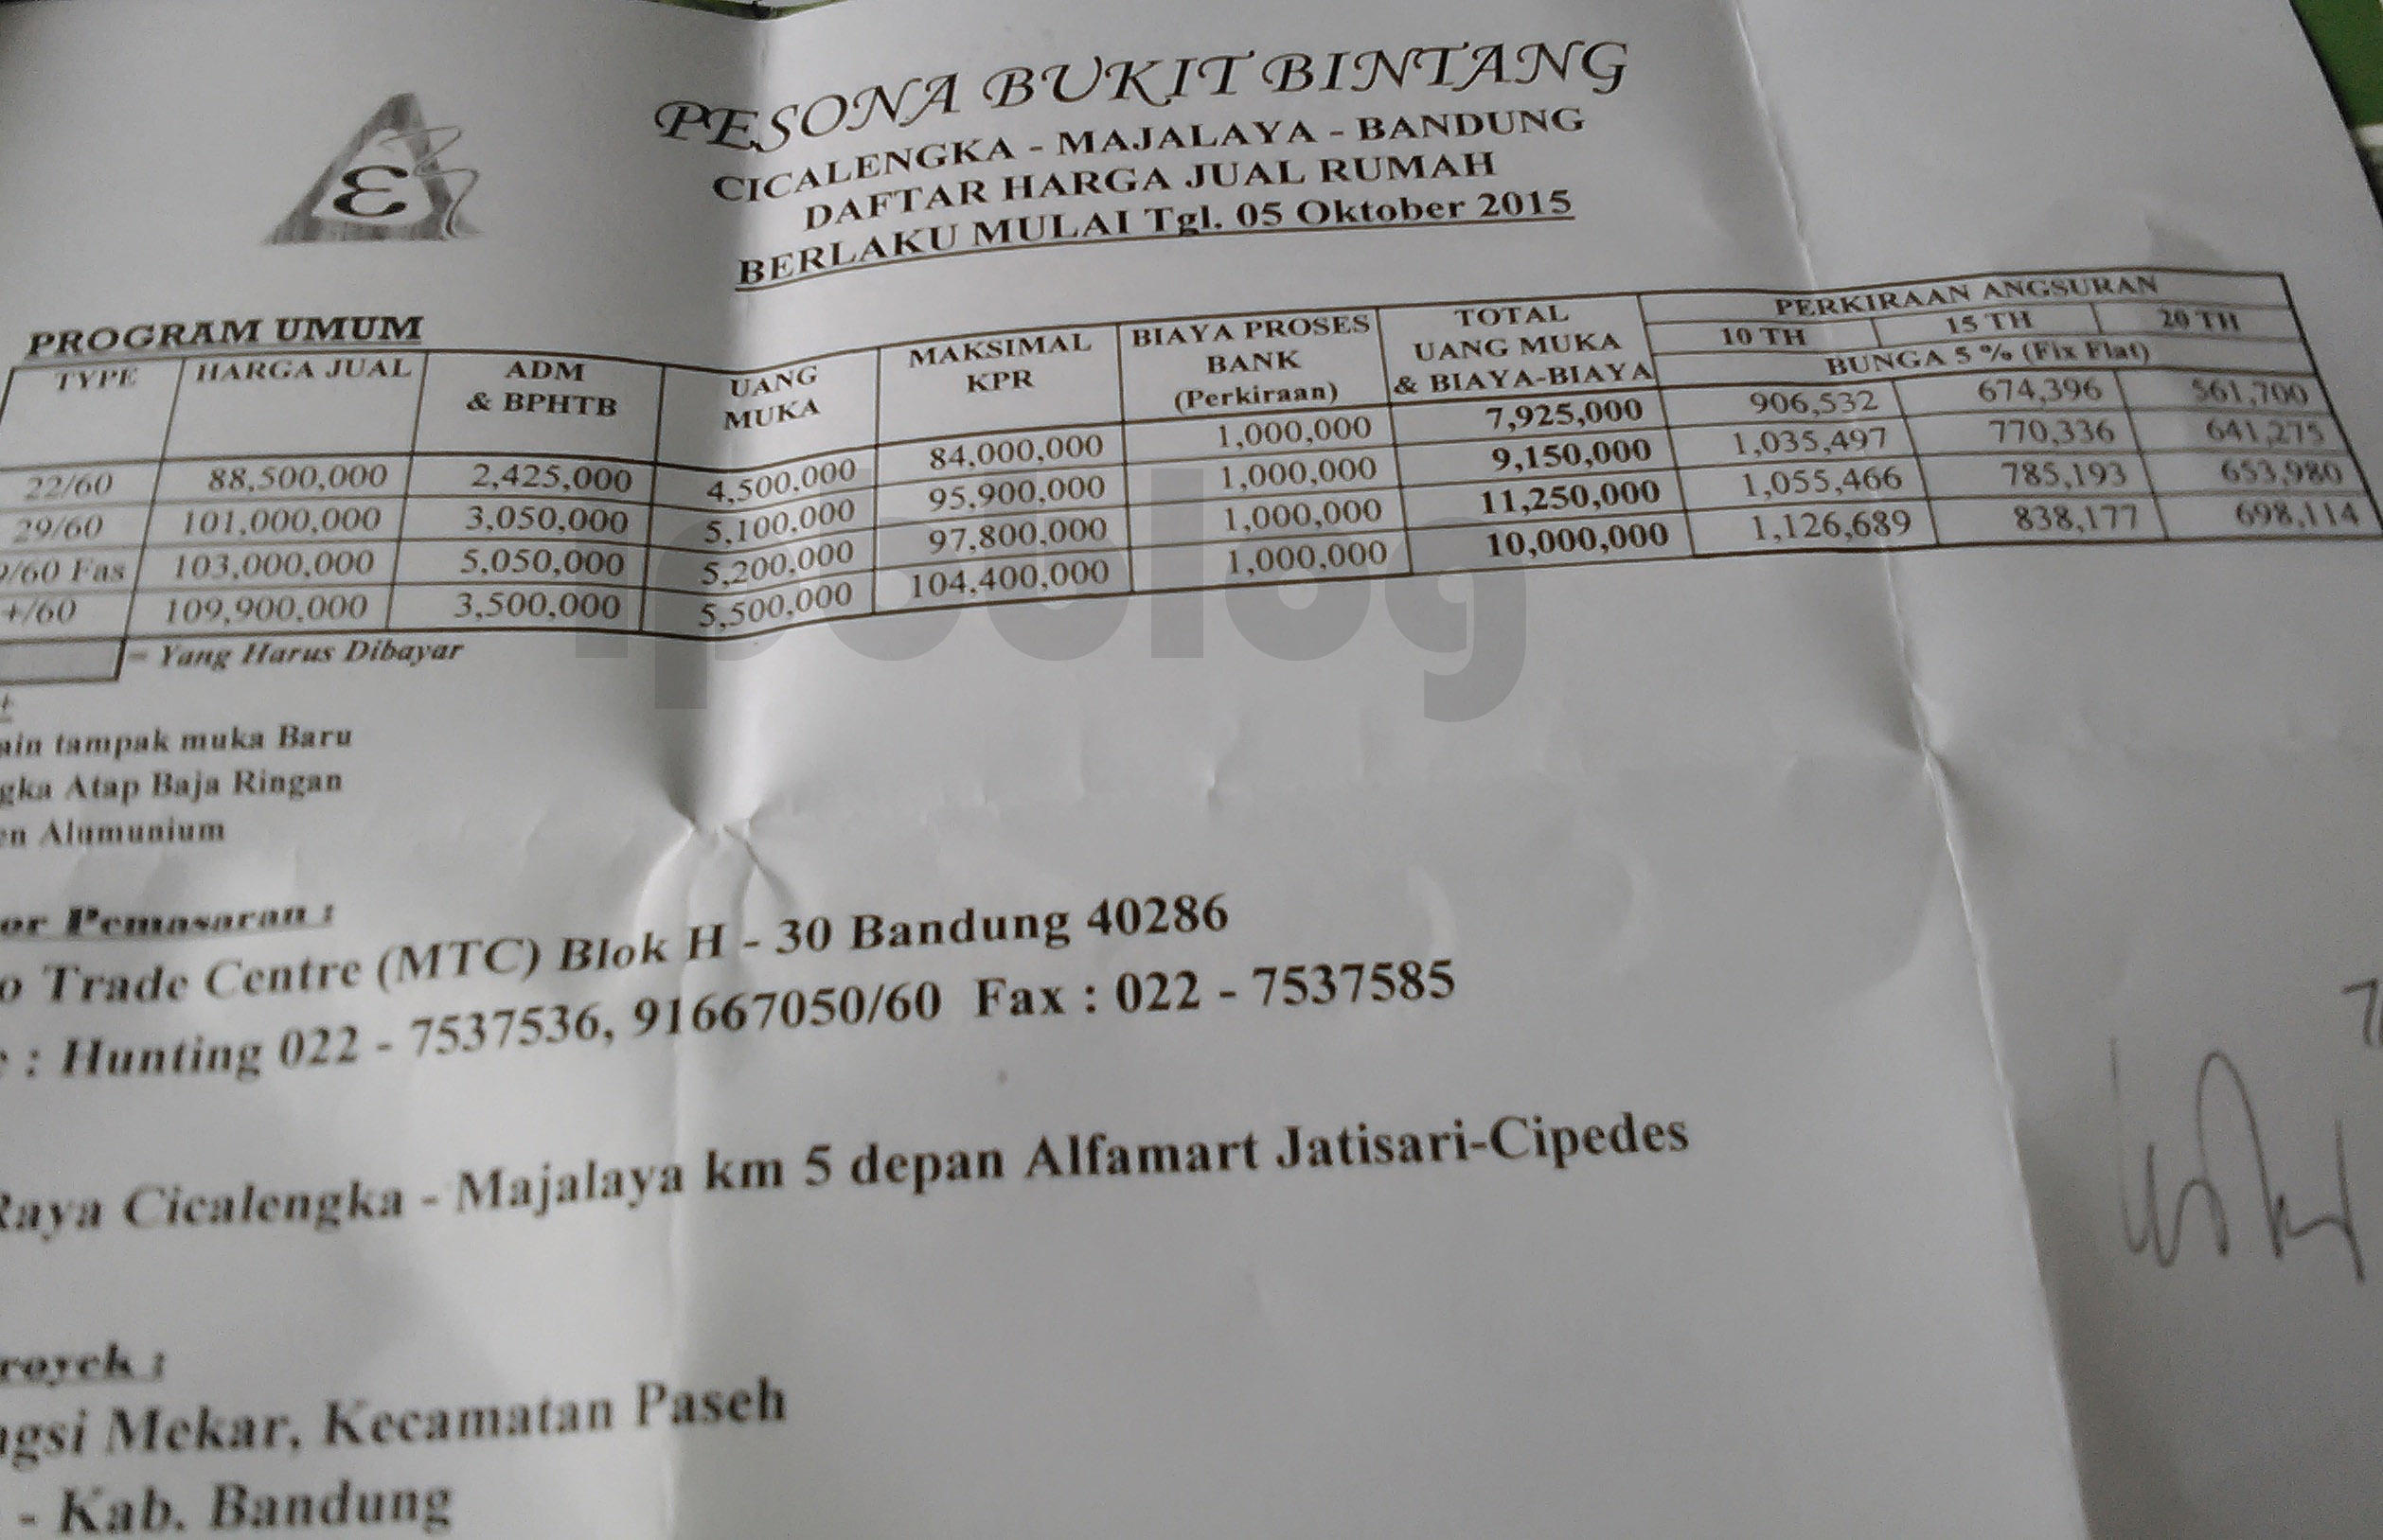 ε
PESONA BUKIT BINTANG
CICALENGKA - MAJALAYA - BANDUNG
DAFTAR HARGA JUAL RUMAH
BERLAKU MULAI Tgl. 05 Oktober 2015
PROGRAM UMUM
TYPE HARGA JUAL ADM & BPHTB UANG MUKA MAKSIMAL KPR BIAYA PROSES BANK (Perkiraan) TOTAL UANG MUKA & BIAYA-BIAYA PERKIRAAN ANGSURAN
10 TH 15 TH 20 TH
BUNGA 5 % (Fix Flat)
22/60 88,500,000 2,425,000 4,500,000 84,000,000 1,000,000 7,925,000 906,532 674,396 561,700
29/60 101,000,000 3,050,000 5,100,000 95,900,000 1,000,000 9,150,000 1,035,497 770,336 641,275
/60 Fas 103,000,000 5,050,000 5,200,000 97,800,000 1,000,000 11,250,000 1,055,466 785,193 653,980
+/60 109,900,000 3,500,000 5,500,000 104,400,000 1,000,000 10,000,000 1,126,689 838,177 698,114
= Yang Harus Dibayar
ain tampak muka Baru
gka Atap Baja Ringan
en Alumunium
or Pemasaran :
o Trade Centre (MTC) Blok H - 30 Bandung 40286
: Hunting 022 - 7537536, 91667050/60 Fax : 022 - 7537585
Raya Cicalengka - Majalaya km 5 depan Alfamart Jatisari-Cipedes
royek :
ngsi Mekar, Kecamatan Paseh
- Kab. Bandung